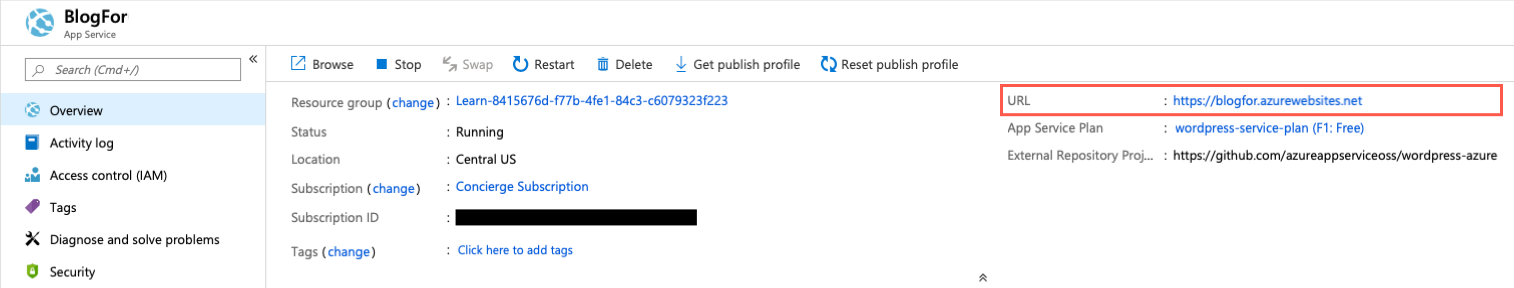 BlogFor
App Service
Search (Cmd+/)
«
Overview
Activity log
Access control (IAM)
Tags
Diagnose and solve problems
Security
Browse Stop Swap Restart Delete Get publish profile Reset publish profile
Resource group (change) : Learn-8415676d-f77b-4fe1-84c3-c6079323f223
Status : Running
Location : Central US
Subscription (change) : Concierge Subscription
Subscription ID :
Tags (change) : Click here to add tags
URL : https://blogfor.azurewebsites.net
App Service Plan : wordpress-service-plan (F1: Free)
External Repository Proj... : https://github.com/azureappserviceoss/wordpress-azure